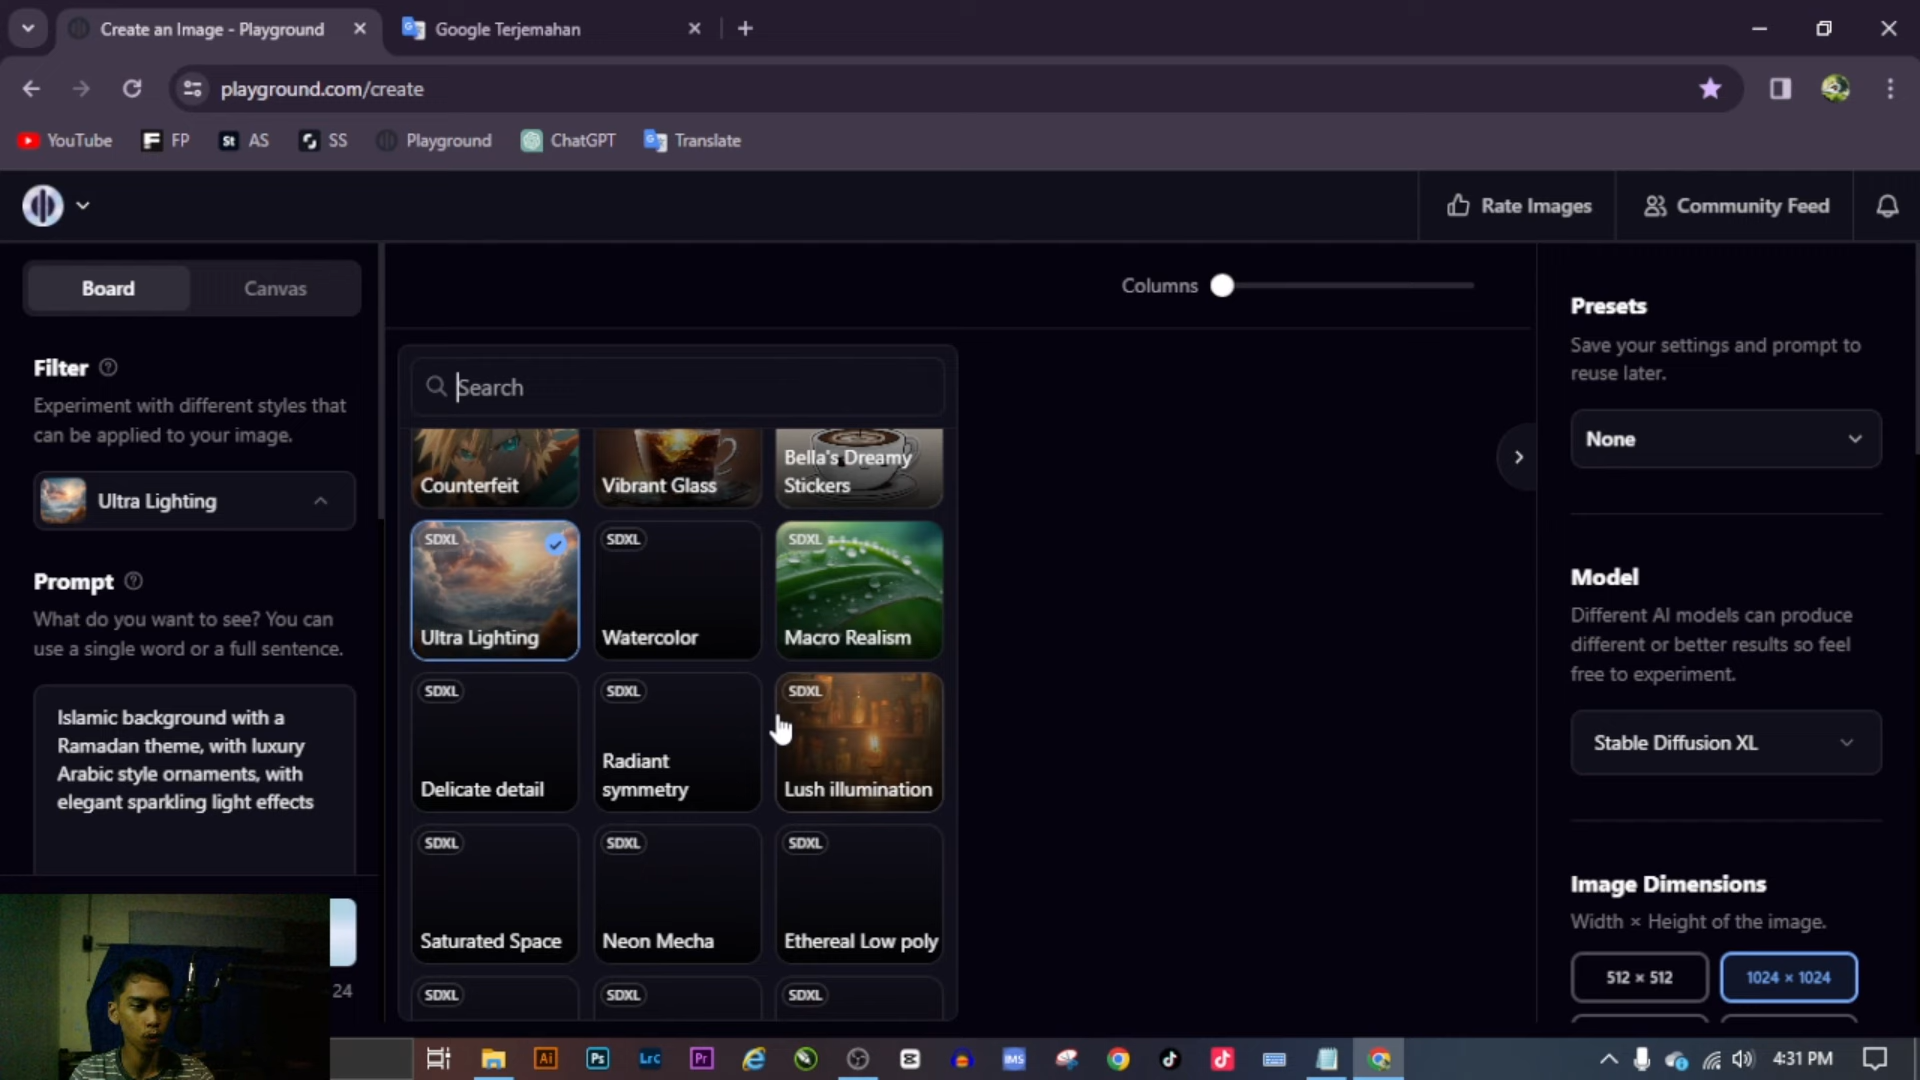 Create an Image - Playground
Google Terjemahan
playground.com/create
YouTube
FP
St AS
SS
Playground
ChatGPT
Translate
Rate Images
Community Feed
Board
Canvas
Columns
Filter
Experiment with different styles that
can be applied to your image.
Ultra Lighting
Prompt
What do you want to see? You can
use a single word or a full sentence.
Islamic background with a
Ramadan theme, with luxury
Arabic style ornaments, with
elegant sparkling light effects
24
Search
Counterfeit
Vibrant Glass
Bella's Dreamy
Stickers
SDXL
Ultra Lighting
SDXL
Watercolor
SDXL
Macro Realism
SDXL
Delicate detail
SDXL
Radiant
symmetry
SDXL
Lush illumination
SDXL
Saturated Space
SDXL
Neon Mecha
SDXL
Ethereal Low poly
SDXL
SDXL
SDXL
Presets
Save your settings and prompt to
reuse later.
None
Model
Different AI models can produce
different or better results so feel
free to experiment.
Stable Diffusion XL
Image Dimensions
Width × Height of the image.
512 × 512
1024 × 1024
Ai
Ps
Lrc
Pr
IMS
4:31 PM